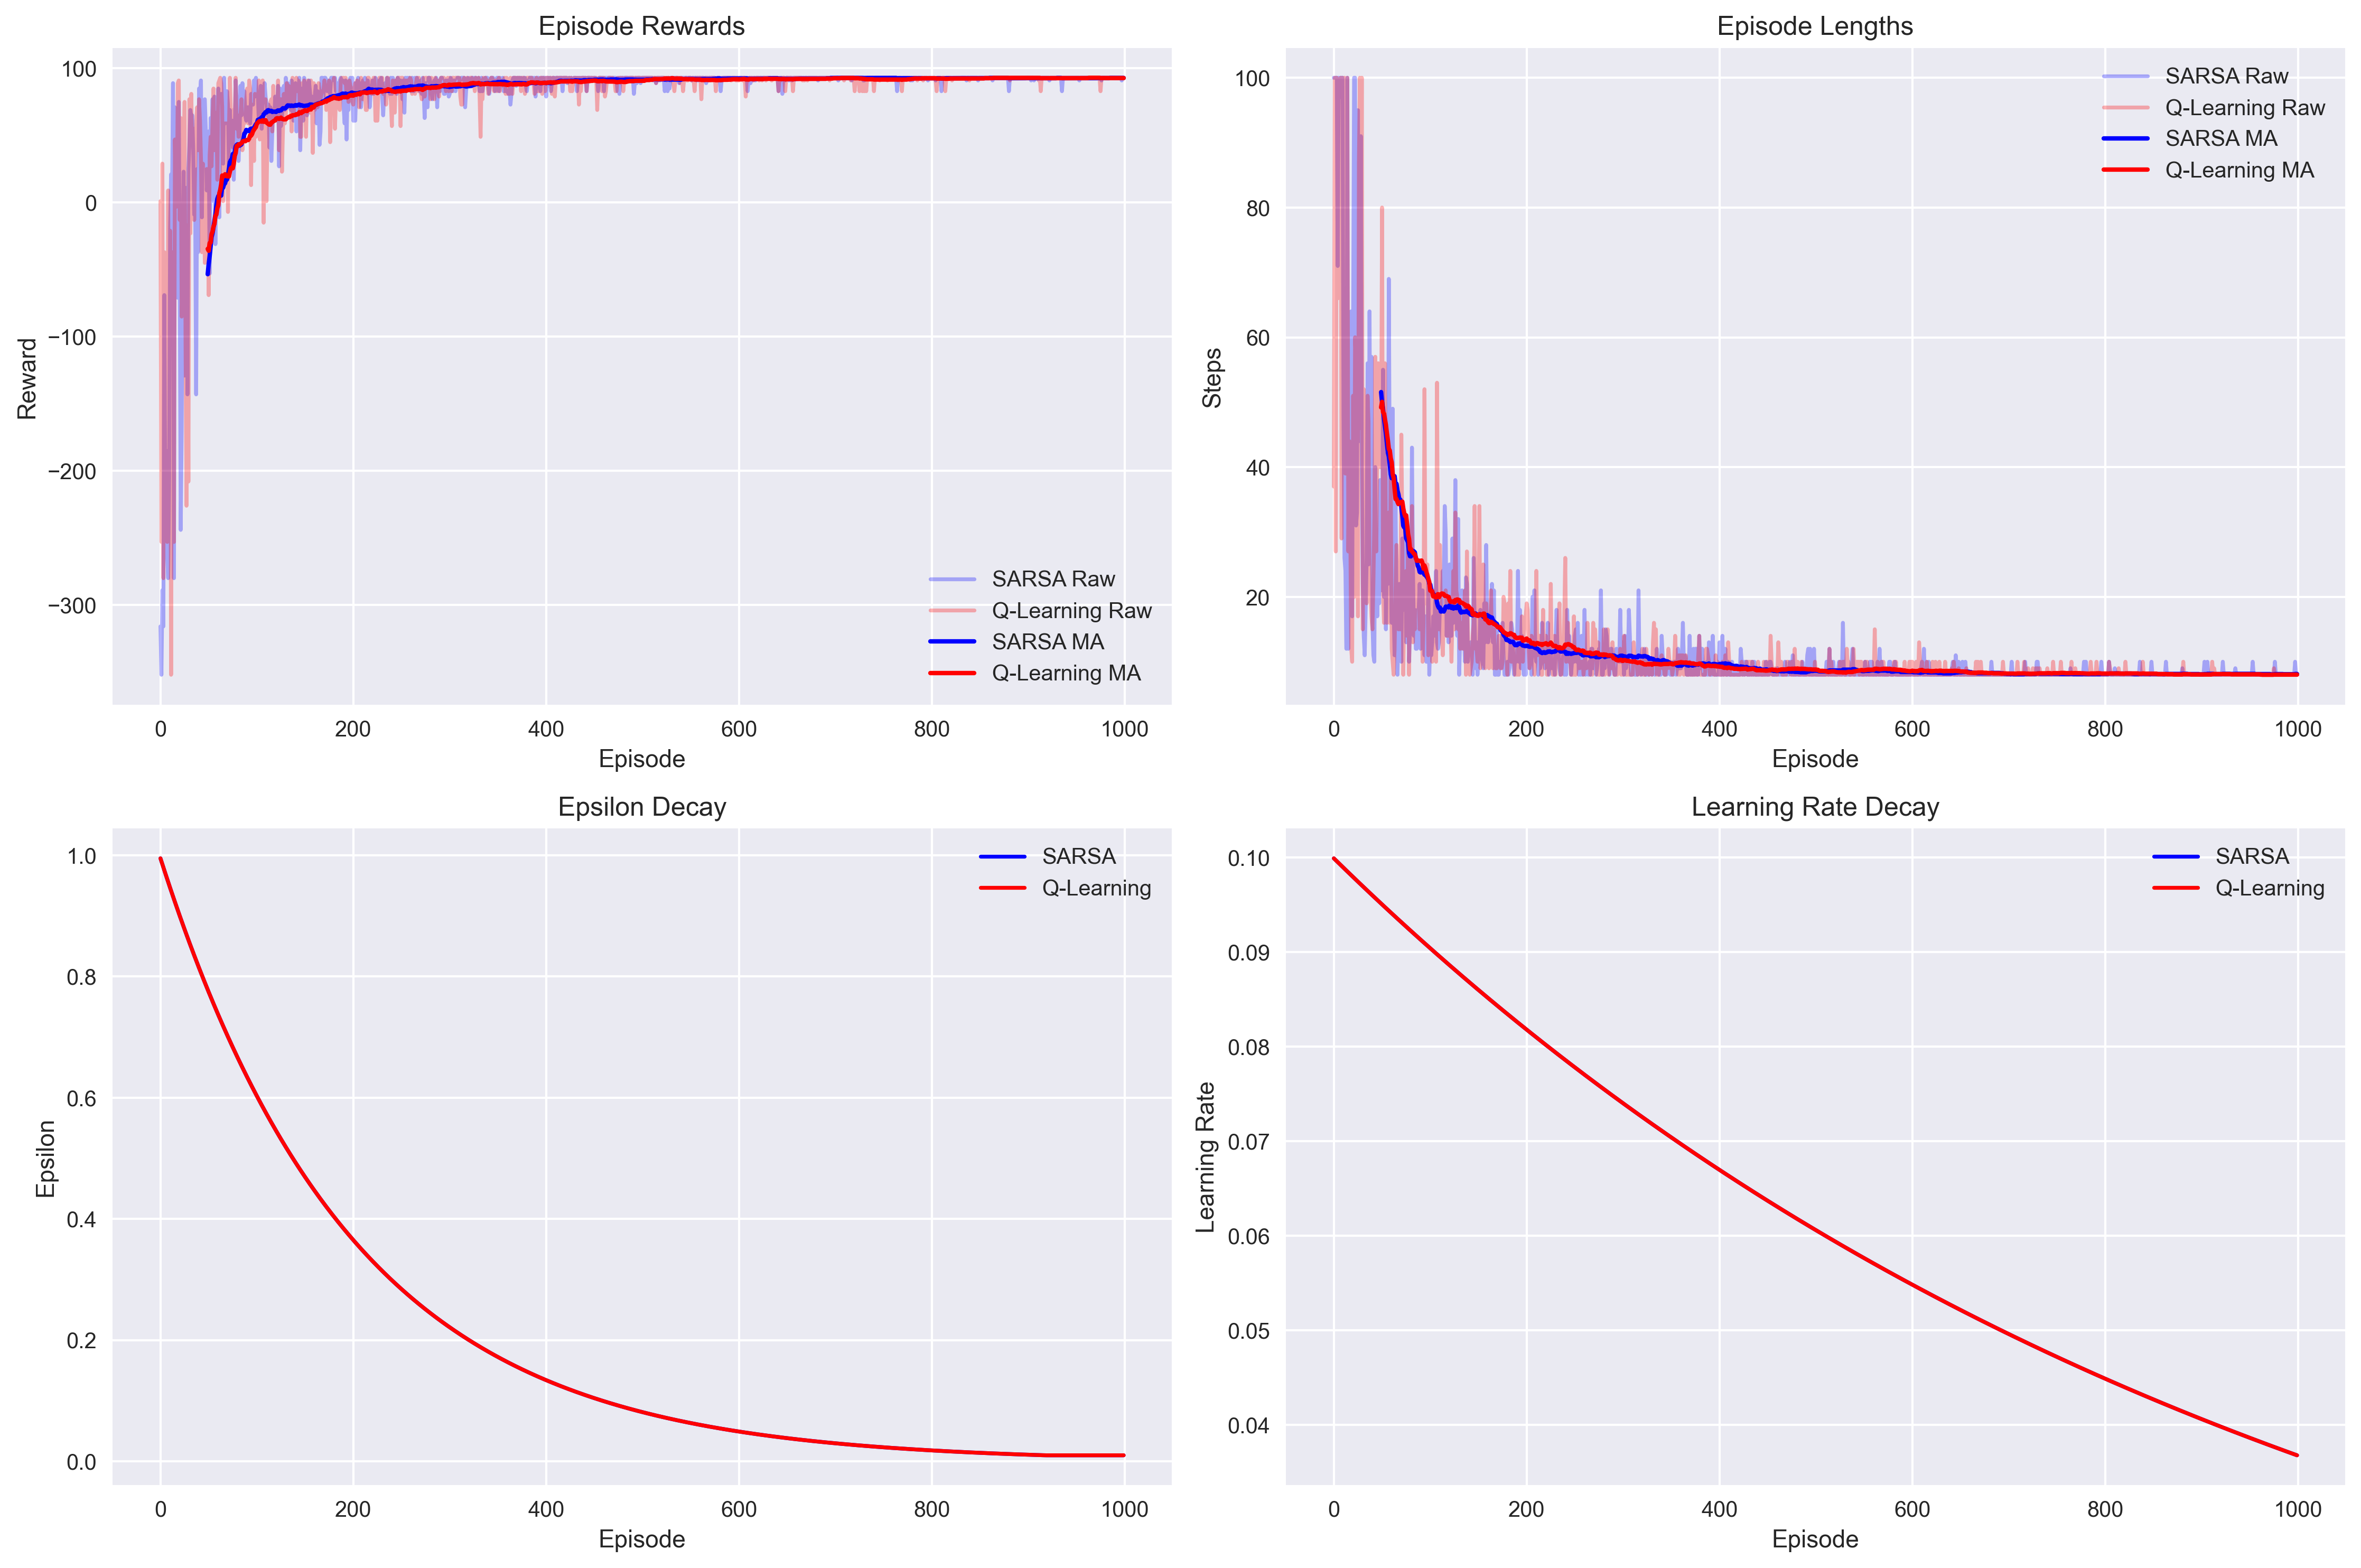 Episode Rewards
100
0
−100
−200
−300
Reward
SARSA Raw
Q-Learning Raw
SARSA MA
Q-Learning MA
0 200 400 600 800 1000
Episode
Episode Lengths
100
80
60
40
20
Steps
SARSA Raw
Q-Learning Raw
SARSA MA
Q-Learning MA
0 200 400 600 800 1000
Episode
Epsilon Decay
1.0
0.8
0.6
0.4
0.2
0.0
Epsilon
SARSA
Q-Learning
0 200 400 600 800 1000
Episode
Learning Rate Decay
0.10
0.09
0.08
0.07
0.06
0.05
0.04
Learning Rate
SARSA
Q-Learning
0 200 400 600 800 1000
Episode